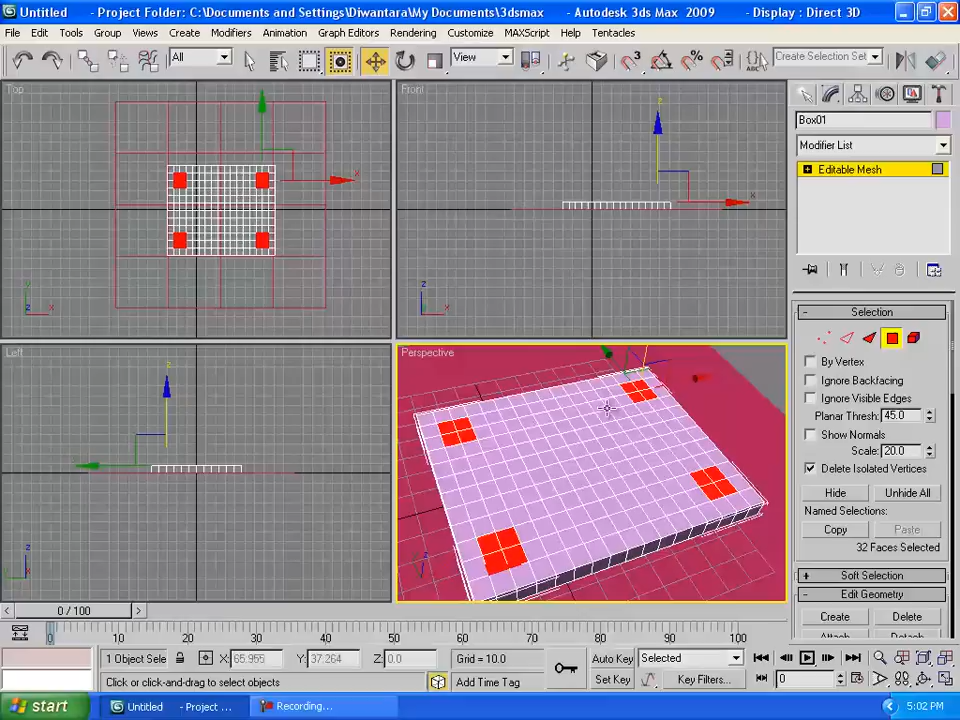 Untitled - Project Folder: C:\Documents and Settings\Diwantara\My Documents\3dsmax - Autodesk 3ds Max 2009 - Display : Direct 3D
File Edit Tools Group Views Create Modifiers Animation Graph Editors Rendering Customize MAXScript Help Tentacles
All View Create Selection Set
Top Front
Left Perspective
Box01
Modifier List
Editable Mesh
Selection
By Vertex
Ignore Backfacing
Ignore Visible Edges
Planar Thresh: 45.0
Show Normals
Scale: 20.0
Delete Isolated Vertices
Hide Unhide All
Named Selections:
Copy Paste
32 Faces Selected
Soft Selection
Edit Geometry
Create Delete
Attach Detach
0 / 100
0 10 20 30 40 50 60 70 80 90 100
1 Object Sele X: 65.955 Y: 37.264 Z: 0.0 Grid = 10.0 Auto Key Selected
Click or click-and-drag to select objects Add Time Tag Set Key Key Filters... 0
start Untitled - Project ... Recording... 5:02 PM